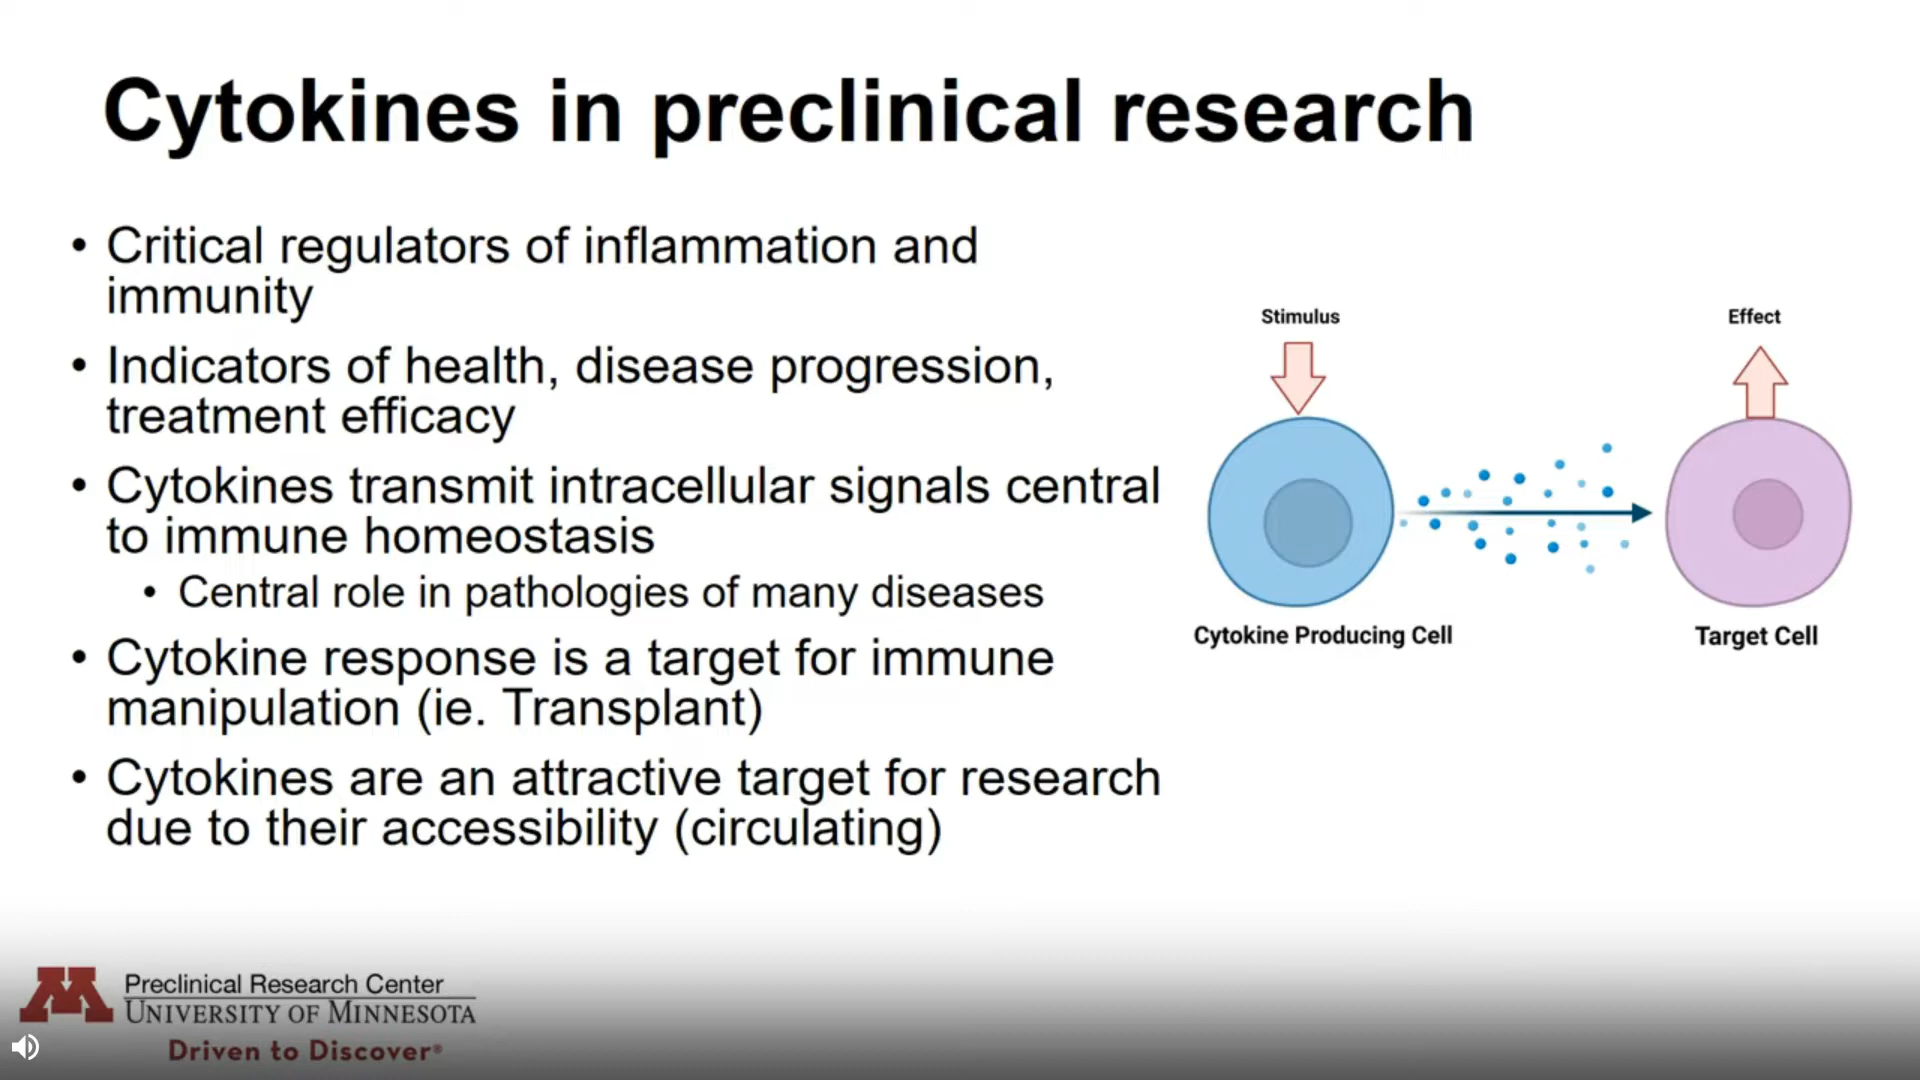 Cytokines in preclinical research
• Critical regulators of inflammation and
immunity
• Indicators of health, disease progression,
treatment efficacy
• Cytokines transmit intracellular signals central
to immune homeostasis
• Central role in pathologies of many diseases
• Cytokine response is a target for immune
manipulation (ie. Transplant)
• Cytokines are an attractive target for research
due to their accessibility (circulating)
Stimulus
Effect
Cytokine Producing Cell
Target Cell
M
Preclinical Research Center
UNIVERSITY OF MINNESOTA
Driven to Discover®